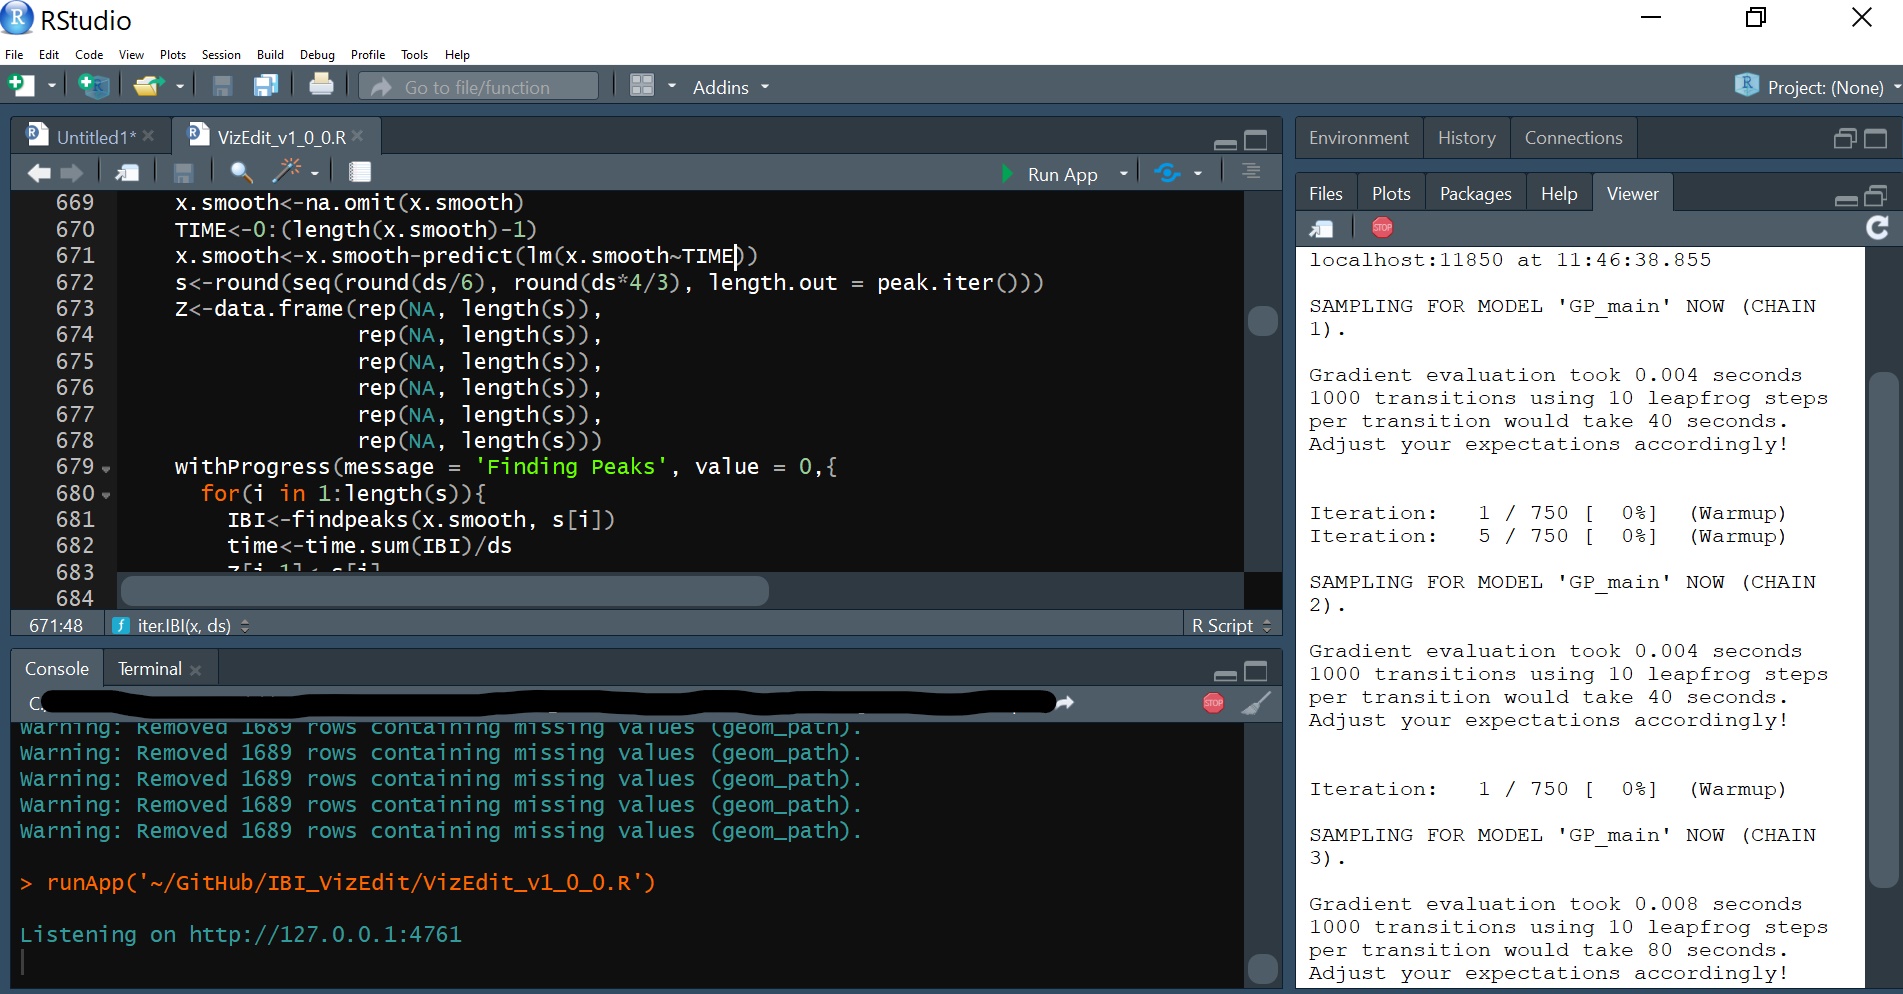 RStudio
File Edit Code View Plots Session Build Debug Profile Tools Help
Go to file/function Addins Project: (None)
Untitled1* VizEdit_v1_0_0.R
Run App
669 x.smooth<-na.omit(x.smooth)
670 TIME<-0:(length(x.smooth)-1)
671 x.smooth<-x.smooth-predict(lm(x.smooth~TIME))
672 s<-round(seq(round(ds/6), round(ds*4/3), length.out = peak.iter()))
673 Z<-data.frame(rep(NA, length(s)),
674 rep(NA, length(s)),
675 rep(NA, length(s)),
676 rep(NA, length(s)),
677 rep(NA, length(s)),
678 rep(NA, length(s)))
679 withProgress(message = 'Finding Peaks', value = 0,{
680 for(i in 1:length(s)){
681 IBI<-findpeaks(x.smooth, s[i])
682 time<-time.sum(IBI)/ds
683
684
671:48 iter.IBI(x, ds) R Script
Console Terminal
C:
Warning: Removed 1689 rows containing missing values (geom_path).
Warning: Removed 1689 rows containing missing values (geom_path).
Warning: Removed 1689 rows containing missing values (geom_path).
Warning: Removed 1689 rows containing missing values (geom_path).
Warning: Removed 1689 rows containing missing values (geom_path).
> runApp('~/GitHub/IBI_VizEdit/VizEdit_v1_0_0.R')
Listening on http://127.0.0.1:4761
Environment History Connections
Files Plots Packages Help Viewer
STOP
localhost:11850 at 11:46:38.855
SAMPLING FOR MODEL 'GP_main' NOW (CHAIN
1).
Gradient evaluation took 0.004 seconds
1000 transitions using 10 leapfrog steps
per transition would take 40 seconds.
Adjust your expectations accordingly!
Iteration: 1 / 750 [ 0%] (Warmup)
Iteration: 5 / 750 [ 0%] (Warmup)
SAMPLING FOR MODEL 'GP_main' NOW (CHAIN
2).
Gradient evaluation took 0.004 seconds
1000 transitions using 10 leapfrog steps
per transition would take 40 seconds.
Adjust your expectations accordingly!
Iteration: 1 / 750 [ 0%] (Warmup)
SAMPLING FOR MODEL 'GP_main' NOW (CHAIN
3).
Gradient evaluation took 0.008 seconds
1000 transitions using 10 leapfrog steps
per transition would take 80 seconds.
Adjust your expectations accordingly!